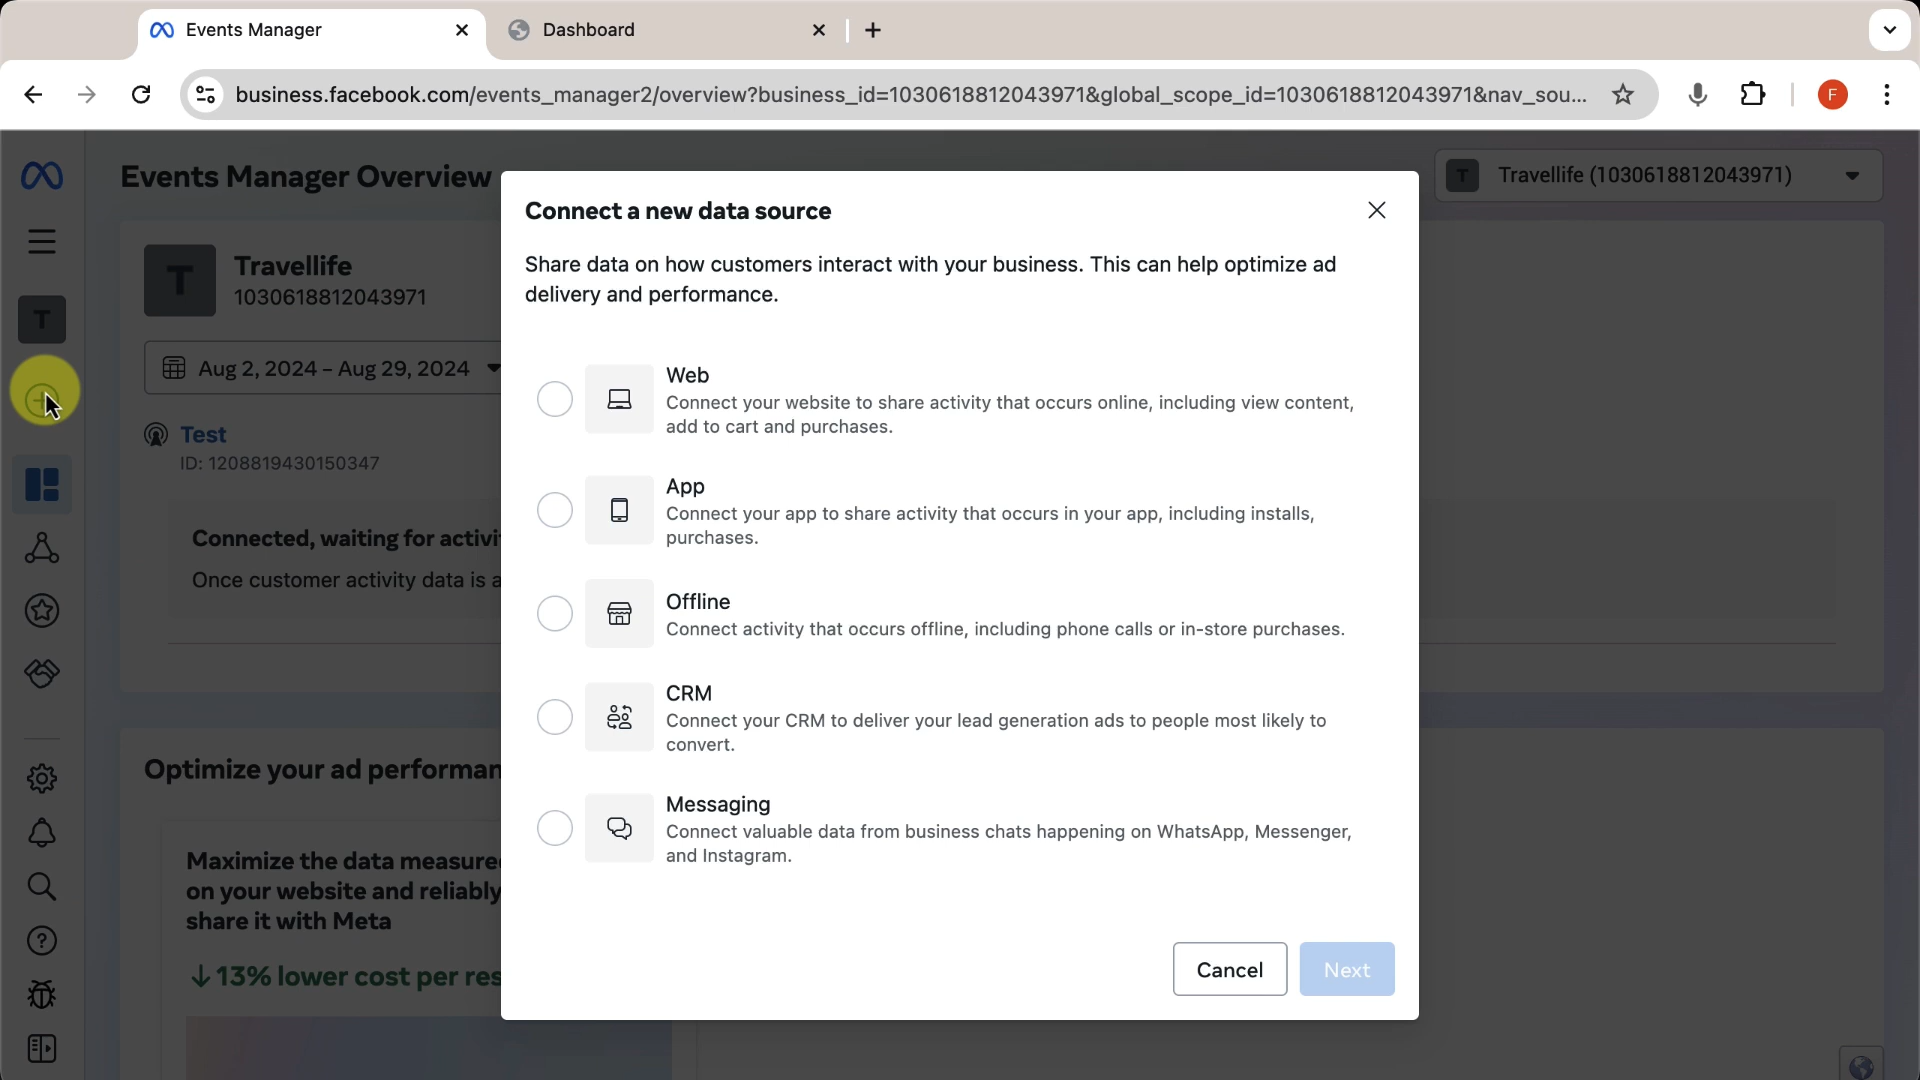 Events Manager
Dashboard
business.facebook.com/events_manager2/overview?business_id=1030618812043971&global_scope_id=1030618812043971&nav_sou...
F
Events Manager Overview
T Travellife (1030618812043971)
T
T
Travellife
1030618812043971
Aug 2, 2024 – Aug 29, 2024
Test
ID: 1208819430150347
Connected, waiting for activi
Once customer activity data is a
Optimize your ad performan
Maximize the data measure
on your website and reliably
share it with Meta
↓13% lower cost per res
Connect a new data source
Share data on how customers interact with your business. This can help optimize ad
delivery and performance.
Web
Connect your website to share activity that occurs online, including view content,
add to cart and purchases.
App
Connect your app to share activity that occurs in your app, including installs,
purchases.
Offline
Connect activity that occurs offline, including phone calls or in-store purchases.
CRM
Connect your CRM to deliver your lead generation ads to people most likely to
convert.
Messaging
Connect valuable data from business chats happening on WhatsApp, Messenger,
and Instagram.
Cancel
Next